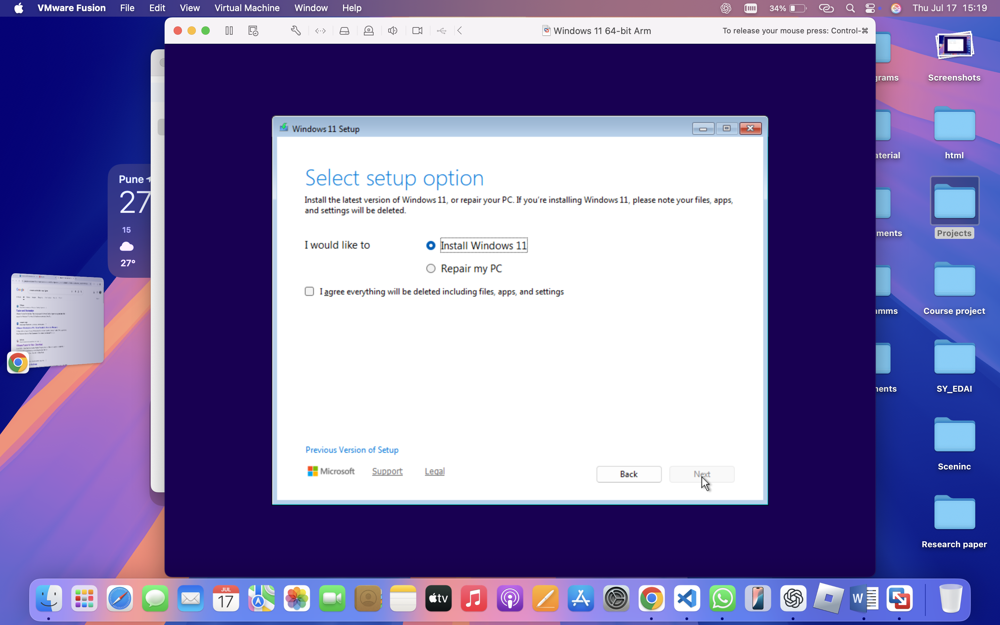 VMware Fusion File Edit View Virtual Machine Window Help 34% Thu Jul 17 15:19
Windows 11 64-bit Arm To release your mouse press: Control-⌘
Screenshots
html
Projects
Course project
SY_EDAI
Sceninc
Research paper
grams
aterial
ments
amms
ents
Pune
27
15
27°
Google
Windows 11 Setup
Select setup option
Install the latest version of Windows 11, or repair your PC. If you're installing Windows 11, please note your files, apps,
and settings will be deleted.
I would like to Install Windows 11
Repair my PC
I agree everything will be deleted including files, apps, and settings
Previous Version of Setup
Microsoft Support Legal Back Next
JUL
17
tv
W